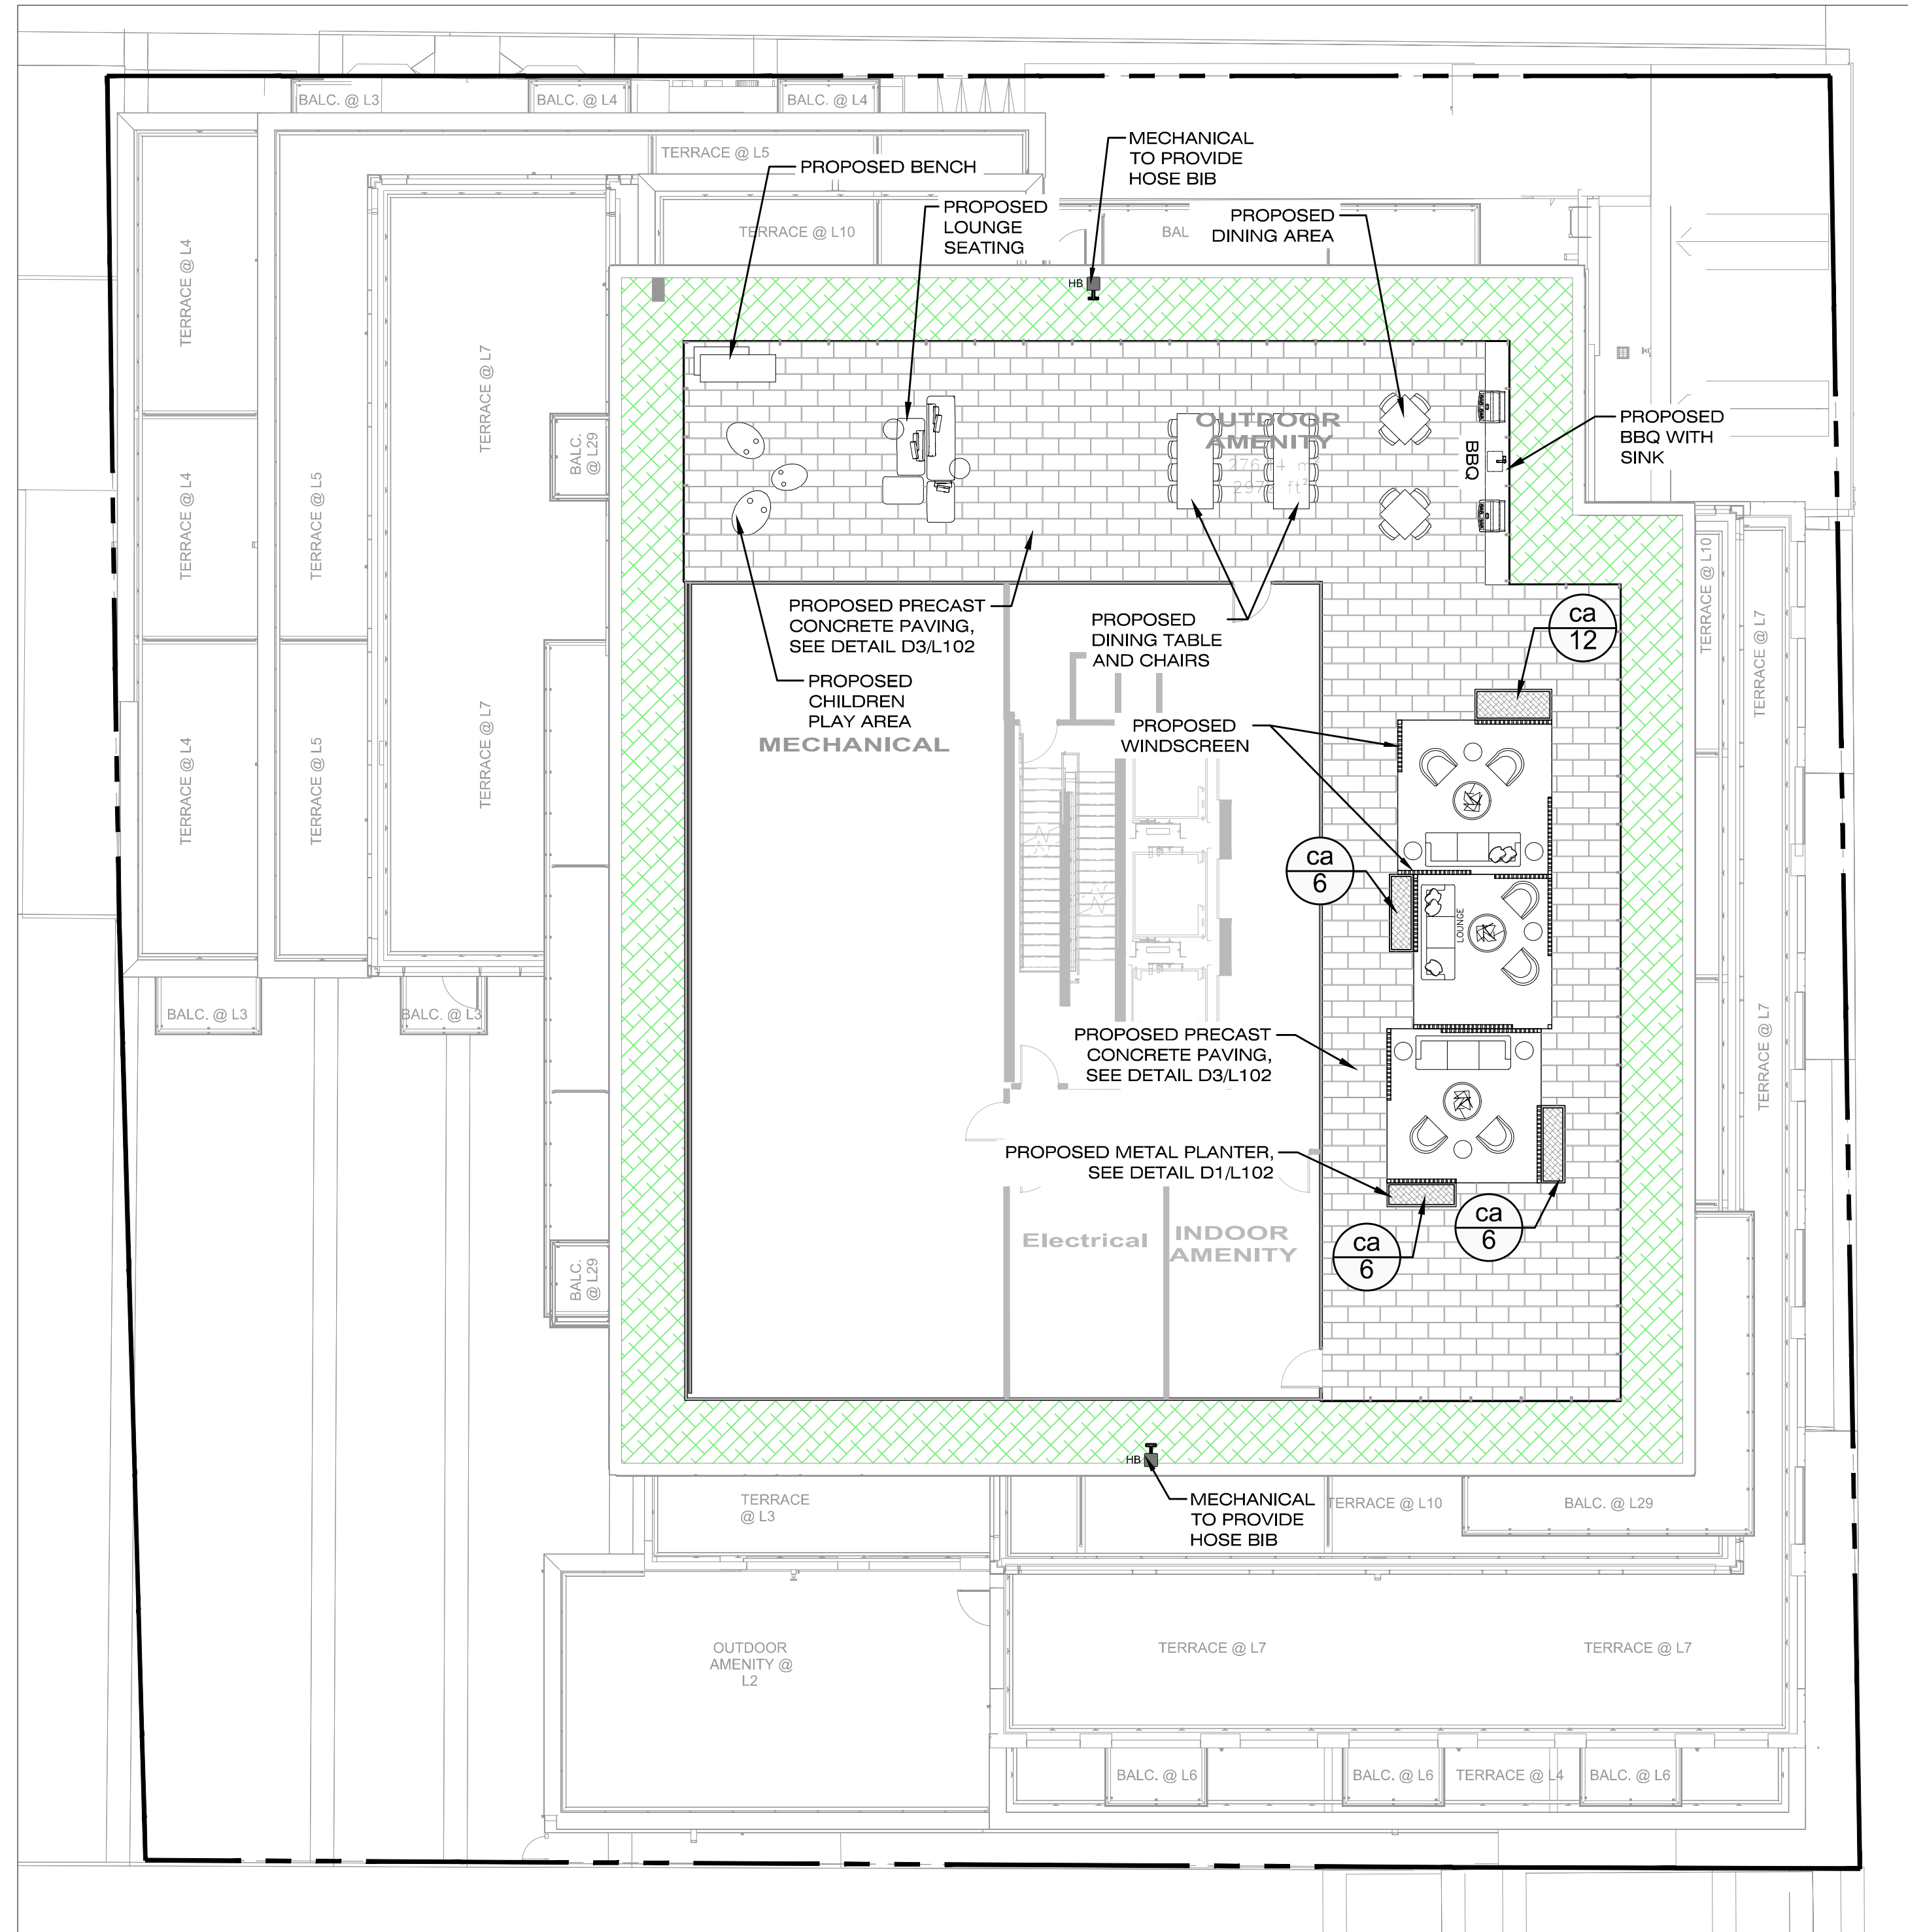 BALC. @ L3
BALC. @ L4
BALC. @ L4
TERRACE @ L5
PROPOSED BENCH
MECHANICAL
TO PROVIDE
HOSE BIB
PROPOSED
LOUNGE
SEATING
PROPOSED
DINING AREA
TERRACE @ L10
BAL
TERRACE @ L4
HB
TERRACE @ L7
BALC.
@ L29
OUTDOOR
AMENITY
BBQ
PROPOSED
BBQ WITH
SINK
TERRACE @ L4
TERRACE @ L5
TERRACE @ L10
TERRACE @ L7
PROPOSED PRECAST
CONCRETE PAVING,
SEE DETAIL D3/L102
PROPOSED
DINING TABLE
AND CHAIRS
ca
12
PROPOSED
CHILDREN
PLAY AREA
MECHANICAL
PROPOSED
WINDSCREEN
TERRACE @ L4
TERRACE @ L5
TERRACE @ L7
ca
6
LOUNGE
BALC. @ L3
BALC. @ L3
PROPOSED PRECAST
CONCRETE PAVING,
SEE DETAIL D3/L102
TERRACE @ L7
PROPOSED METAL PLANTER,
SEE DETAIL D1/L102
Electrical
INDOOR
AMENITY
ca
6
ca
6
BALC.
@ L29
HB
TERRACE
@ L3
MECHANICAL
TO PROVIDE
HOSE BIB
TERRACE @ L10
BALC. @ L29
OUTDOOR
AMENITY @
L2
TERRACE @ L7
TERRACE @ L7
BALC. @ L6
BALC. @ L6
TERRACE @ L4
BALC. @ L6